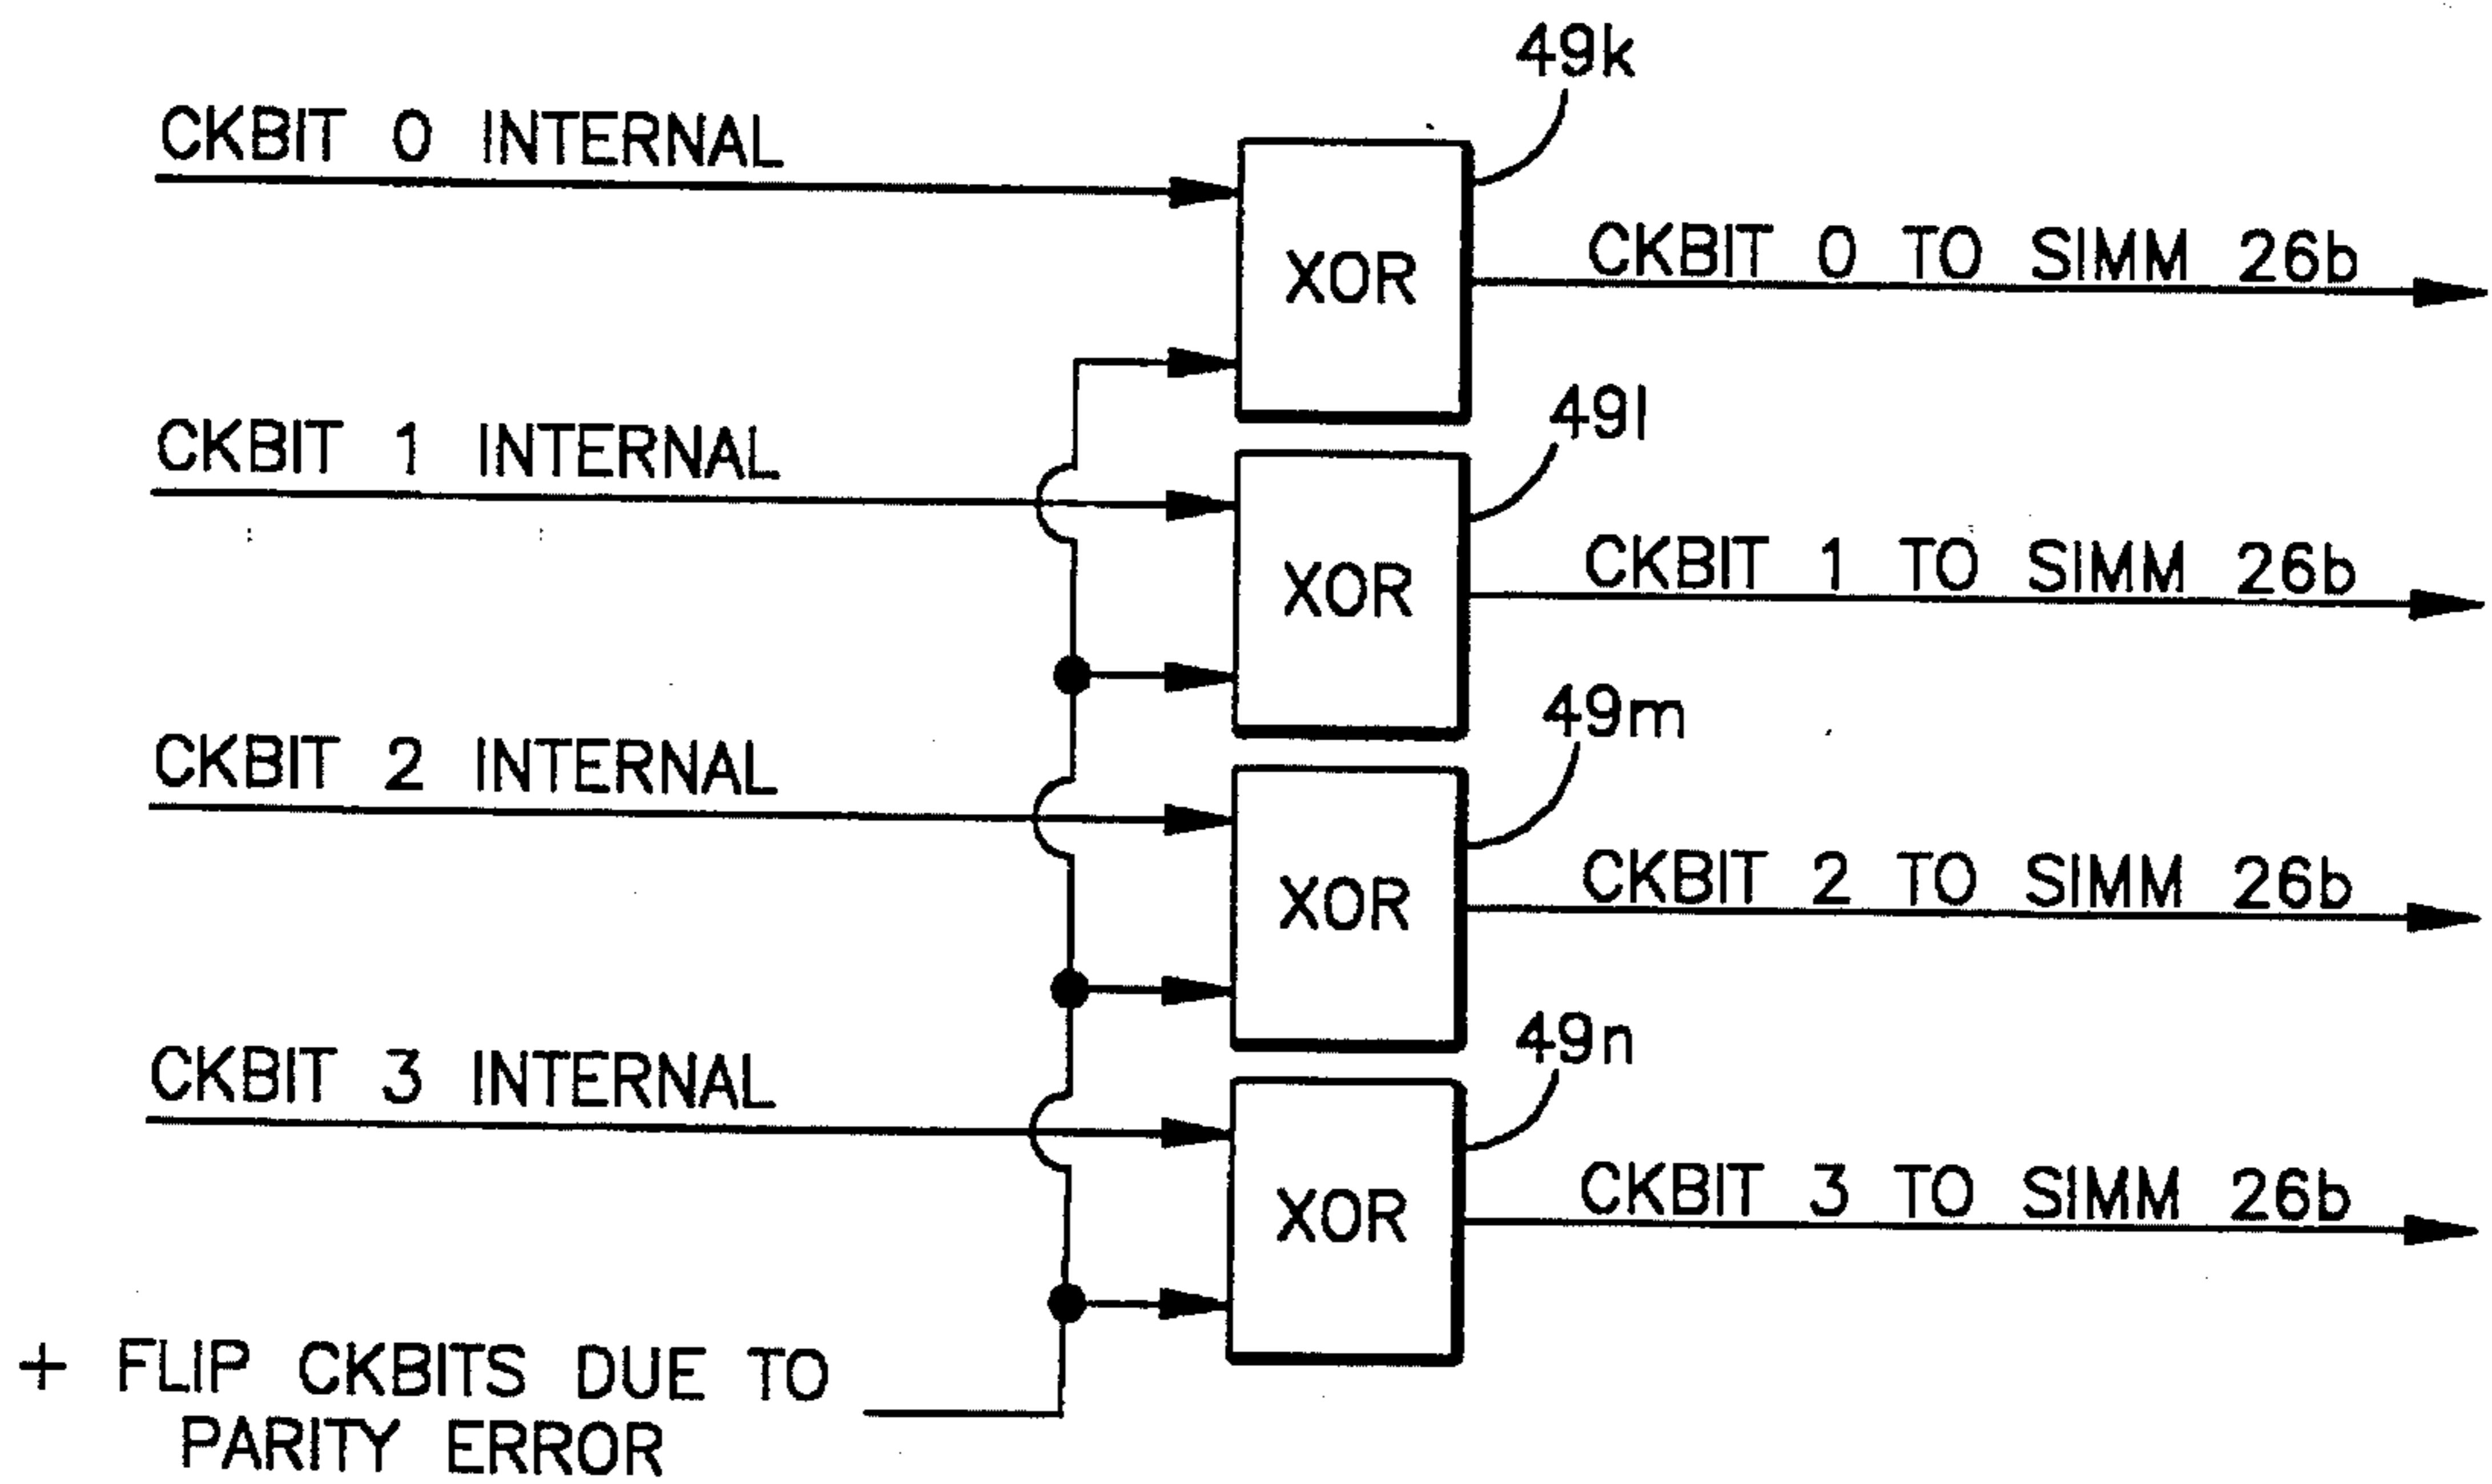 49k
CKBIT 0 INTERNAL
XOR
CKBIT 0 TO SIMM 26b
49l
CKBIT 1 INTERNAL
XOR
CKBIT 1 TO SIMM 26b
49m
CKBIT 2 INTERNAL
XOR
CKBIT 2 TO SIMM 26b
49n
CKBIT 3 INTERNAL
XOR
CKBIT 3 TO SIMM 26b
+ FLIP CKBITS DUE TO
PARITY ERROR